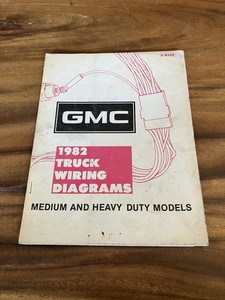 GMC
1982
TRUCK
WIRING
DIAGRAMS
MEDIUM AND HEAVY DUTY MODELS